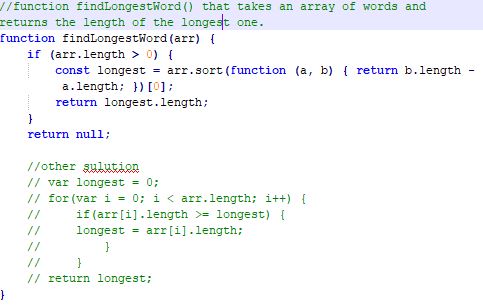 //function findLongestWord() that takes an array of words and
returns the length of the longest one.
function findLongestWord(arr) {
if (arr.length > 0) {
const longest = arr.sort(function (a, b) { return b.length -
a.length; })[0];
return longest.length;
}
return null;
//other sulution
// var longest = 0;
// for(var i = 0; i < arr.length; i++) {
// if(arr[i].length >= longest) {
// longest = arr[i].length;
// }
// }
// return longest;
}